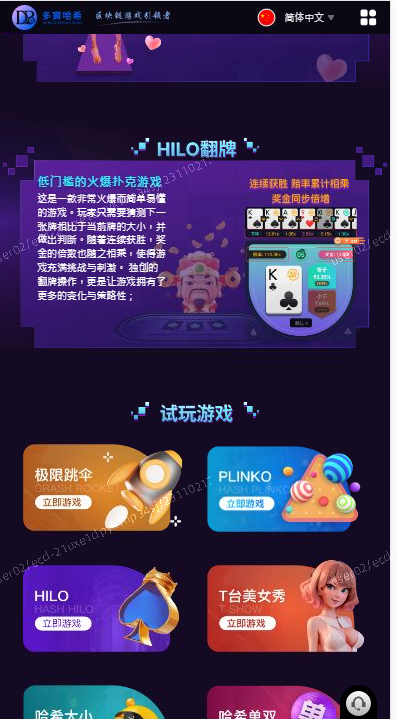 多寶哈希
区块链游戏引领者
简体中文
HILO翻牌
低门槛的火爆扑克游戏
这是一款非常火爆而简单易懂
的游戏。玩家只需要猜测下一
张牌相比于当前牌的大小，并
做出判断。随着连续获胜，奖
金的倍数也随之相乘，使得游
戏充满挑战与刺激。 独创的
翻牌操作，更是让游戏拥有了
更多的变化与策略性；
连续获胜 赔率累计相乘
奖金同步倍增
K
试玩游戏
极限跳伞
CRASH ROCKET
立即游戏
PLINKO
HASH PLINKO
立即游戏
HILO
HASH HILO
立即游戏
T台美女秀
T-SHOW
立即游戏
哈希大小
哈希单双
单